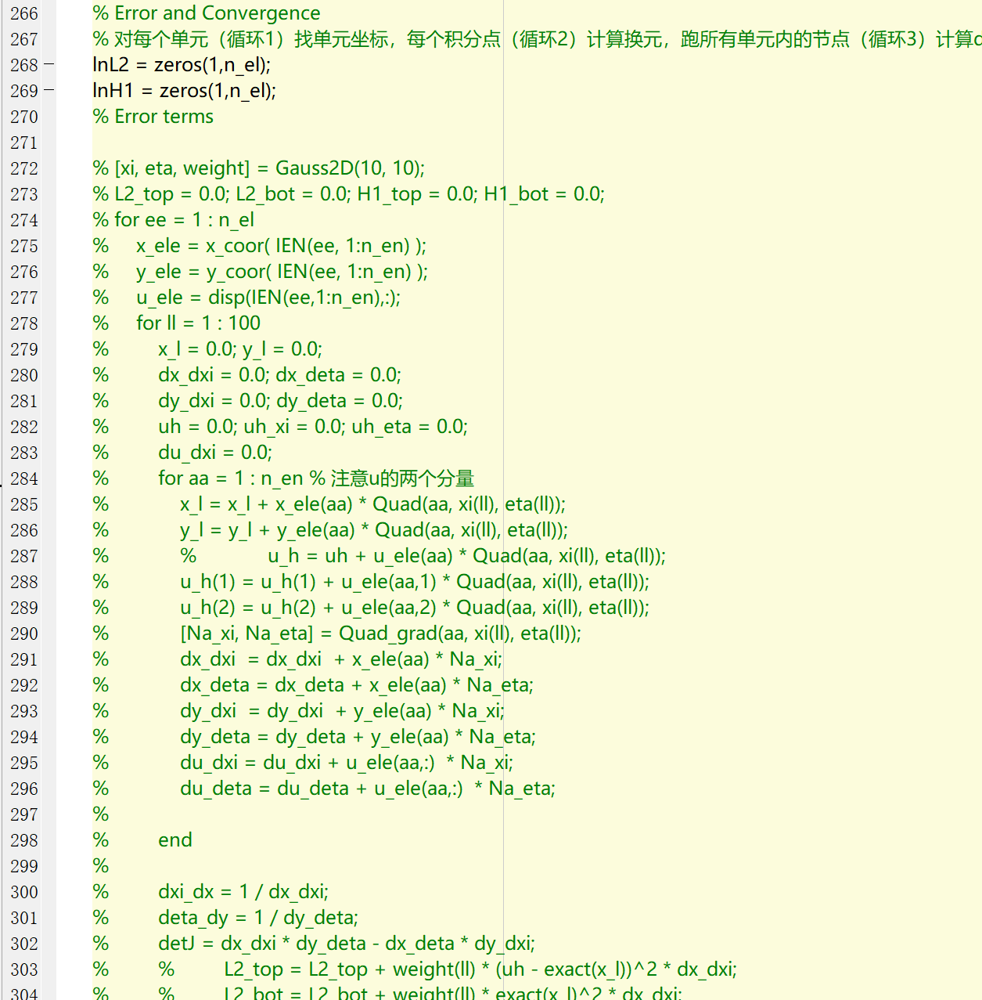 266 % Error and Convergence
267 % 对每个单元（循环1）找单元坐标，每个积分点（循环2）计算换元，跑所有单元内的节点（循环3）计算
268 lnL2 = zeros(1,n_el);
269 lnH1 = zeros(1,n_el);
270 % Error terms
271
272 % [xi, eta, weight] = Gauss2D(10, 10);
273 % L2_top = 0.0; L2_bot = 0.0; H1_top = 0.0; H1_bot = 0.0;
274 % for ee = 1 : n_el
275 % x_ele = x_coor( IEN(ee, 1:n_en) );
276 % y_ele = y_coor( IEN(ee, 1:n_en) );
277 % u_ele = disp(IEN(ee,1:n_en),:);
278 % for ll = 1 : 100
279 % x_l = 0.0; y_l = 0.0;
280 % dx_dxi = 0.0; dx_deta = 0.0;
281 % dy_dxi = 0.0; dy_deta = 0.0;
282 % uh = 0.0; uh_xi = 0.0; uh_eta = 0.0;
283 % du_dxi = 0.0;
284 % for aa = 1 : n_en % 注意u的两个分量
285 % x_l = x_l + x_ele(aa) * Quad(aa, xi(ll), eta(ll));
286 % y_l = y_l + y_ele(aa) * Quad(aa, xi(ll), eta(ll));
287 % % u_h = uh + u_ele(aa) * Quad(aa, xi(ll), eta(ll));
288 % u_h(1) = u_h(1) + u_ele(aa,1) * Quad(aa, xi(ll), eta(ll));
289 % u_h(2) = u_h(2) + u_ele(aa,2) * Quad(aa, xi(ll), eta(ll));
290 % [Na_xi, Na_eta] = Quad_grad(aa, xi(ll), eta(ll));
291 % dx_dxi = dx_dxi + x_ele(aa) * Na_xi;
292 % dx_deta = dx_deta + x_ele(aa) * Na_eta;
293 % dy_dxi = dy_dxi + y_ele(aa) * Na_xi;
294 % dy_deta = dy_deta + y_ele(aa) * Na_eta;
295 % du_dxi = du_dxi + u_ele(aa,:) * Na_xi;
296 % du_deta = du_deta + u_ele(aa,:) * Na_eta;
297 %
298 % end
299 %
300 % dxi_dx = 1 / dx_dxi;
301 % deta_dy = 1 / dy_deta;
302 % detJ = dx_dxi * dy_deta - dx_deta * dy_dxi;
303 % % L2_top = L2_top + weight(ll) * (uh - exact(x_l))^2 * dx_dxi;
304 % % L2_bot = L2_bot + weight(ll) * exact(x_l)^2 * dx_dxi;